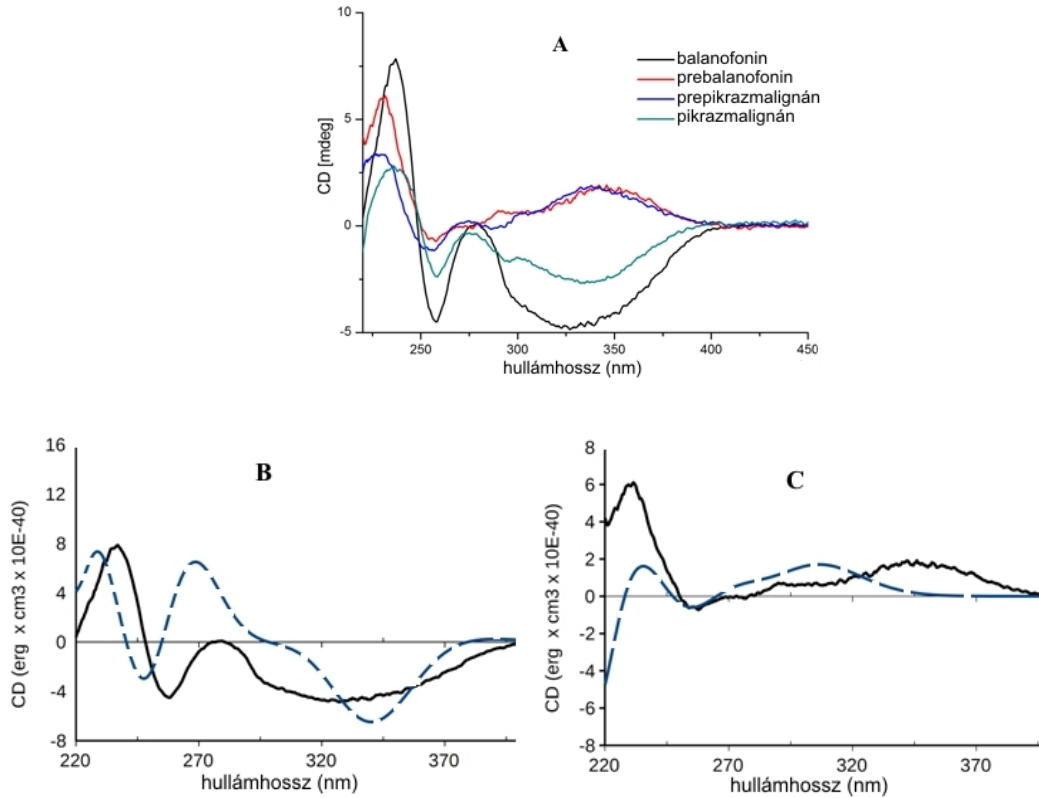 A
10
5
0
-5
CD [mdeg]
balanofonin
prebalanofonin
prepikrazmalignán
pikrazmalignán
250
300
350
400
450
hullámhossz (nm)
B
16
12
8
4
0
-4
-8
CD (erg x cm3 x 10E-40)
220
270
320
370
hullámhossz (nm)
C
8
6
4
2
0
-2
-4
-6
-8
CD (erg x cm3 x 10E-40)
220
270
320
370
hullámhossz (nm)